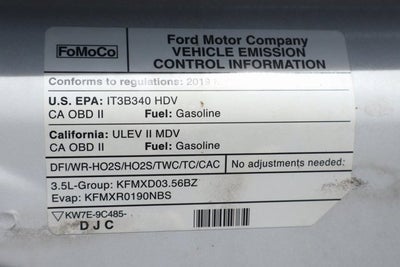 FoMoCo
Ford Motor Company
VEHICLE EMISSION
CONTROL INFORMATION
Conforms to regulations: 2019
U.S. EPA: IT3B340 HDV
CA OBD II Fuel: Gasoline
California: ULEV II MDV
CA OBD II Fuel: Gasoline
DFI/WR-HO2S/HO2S/TWC/TC/CAC No adjustments needed:
3.5L-Group: KFMXD03.56BZ
Evap: KFMXR0190NBS
KW7E-9C485-
D J C